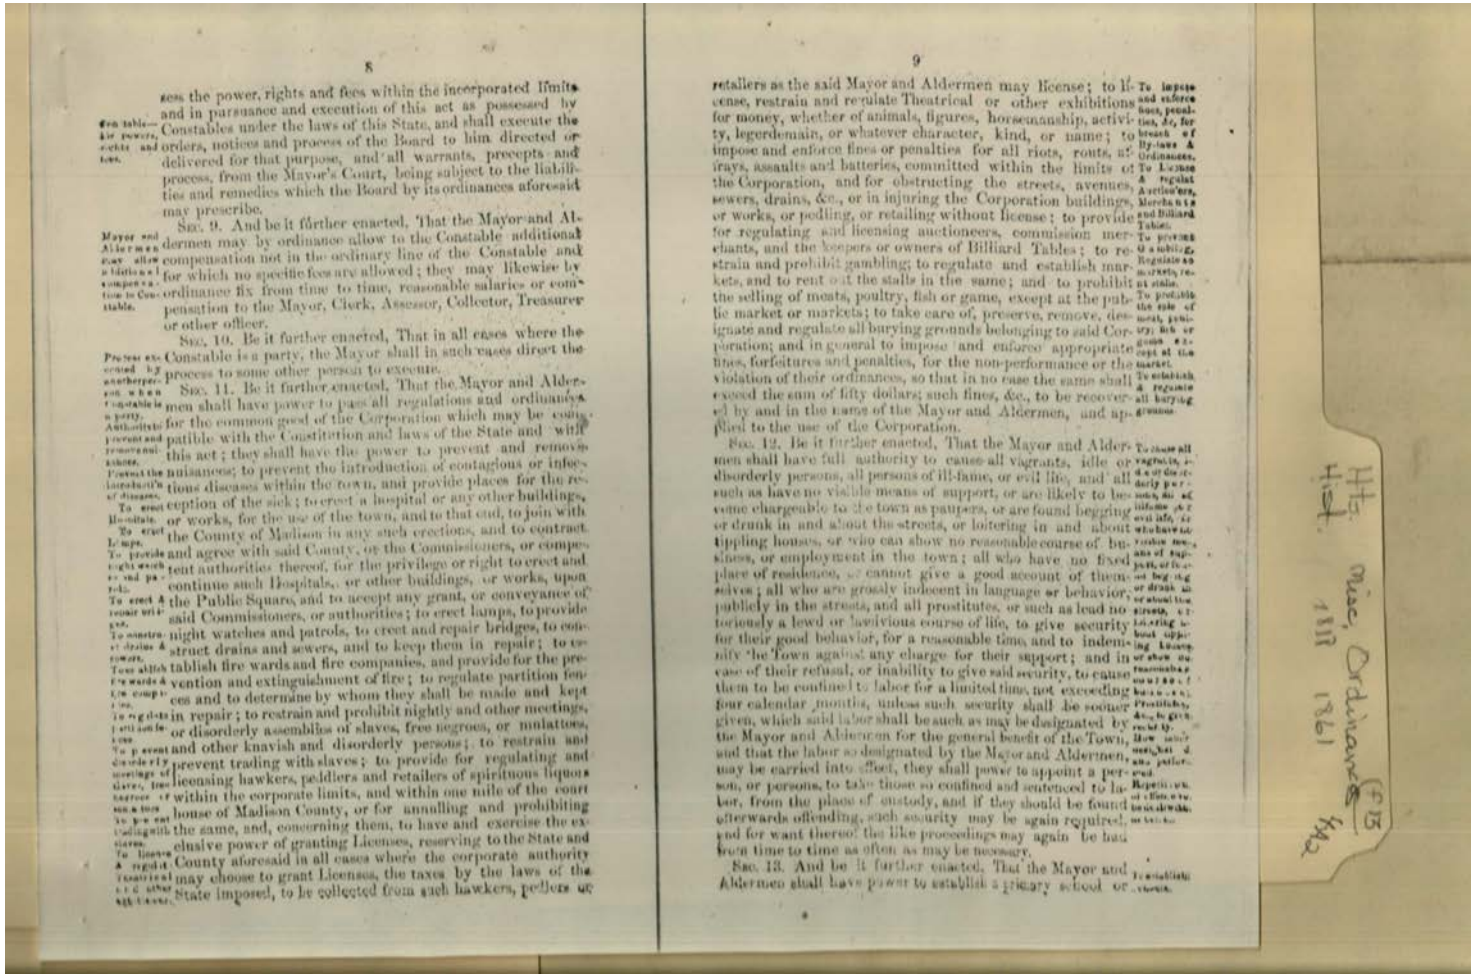 8
sess the power, rights and fees within the incorporated limits
and in pursuance and execution of this act as possessed by
Constables under the laws of this State, and shall execute the
orders, notices and process of the Board to him directed or
delivered for that purpose, and all warrants, precepts and
process, from the Mayor's Court, being subject to the liabili-
ties and remedies which the Board by its ordinances aforesaid
may prescribe.
Sec. 9. And be it further enacted, That the Mayor and Al-
dermen may by ordinance allow to the Constable additional
compensation not in the ordinary line of the Constable and
for which no specific fees are allowed; they may likewise by
ordinance fix from time to time, reasonable salaries or com-
pensation to the Mayor, Clerk, Assessor, Collector, Treasurer
or other officer.
Sec. 10. Be it further enacted, That in all cases where the
Constable is a party, the Mayor shall in such cases direct the
process to some other person to execute.
Sec. 11. Be it further enacted, That the Mayor and Alder-
men shall have power to pass all regulations and ordinances
for the common good of the Corporation which may be com-
patible with the Constitution and laws of the State and with
this act; they shall have the power to prevent and remove
nuisances; to prevent the introduction of contagious or infec-
tious diseases within the town, and provide places for the re-
ception of the sick; to erect a hospital or any other buildings,
or works, for the use of the town, and to that end, to join with
the County of Madison in any such erections, and to contract
and agree with said County, or the Commissioners, or compe-
tent authorities thereof, for the privilege or right to erect and
continue such Hospitals, or other buildings, or works, upon
the Public Square, and to accept any grant, or conveyance of
said Commissioners, or authorities; to erect lamps, to provide
night watches and patrols, to erect and repair bridges, to con-
struct drains and sewers, and to keep them in repair; to es-
tablish fire wards and fire companies, and provide for the pre-
vention and extinguishment of fire; to regulate partition fen-
ces and to determine by whom they shall be made and kept
in repair; to restrain and prohibit nightly and other meetings,
or disorderly assemblies of slaves, free negroes, or mulattoes,
and other knavish and disorderly persons; to restrain and
prevent trading with slaves; to provide for regulating and
licensing hawkers, peddlers and retailers of spirituous liquors
within the corporate limits, and within one mile of the court
house of Madison County, or for annulling and prohibiting
the same, and, concerning them, to have and exercise the ex-
clusive power of granting Licenses, reserving to the State and
County aforesaid in all cases where the corporate authority
may choose to grant Licenses, the taxes by the laws of the
State imposed, to be collected from such hawkers, pedlers or
Mayor and
Aldermen
may allow
additional
compensa-
tion to Con-
stable.
9
retailers as the said Mayor and Aldermen may license; to li-
cense, restrain and regulate Theatrical or other exhibitions
for money, whether of animals, figures, horsemanship, activi-
ty, legerdemain, or whatever character, kind, or name; to
impose and enforce fines or penalties for all riots, routs, af-
frays, assaults and batteries, committed within the limits of
the Corporation, and for obstructing the streets, avenues,
sewers, drains, &c., or in injuring the Corporation buildings,
or works, or pedling, or retailing without license; to provide
for regulating and licensing auctioneers, commission mer-
chants, and the keepers or owners of Billiard Tables; to re-
strain and prohibit gambling; to regulate and establish mar-
kets, and to rent out the stalls in the same; and to prohibit
the selling of meats, poultry, fish or game, except at the pub-
lic market or markets; to take care of, preserve, remove, des-
ignate and regulate all burying grounds belonging to said Cor-
poration; and in general to impose and enforce appropriate
fines, forfeitures and penalties, for the non-performance or the
violation of their ordinances, so that in no case the same shall
exceed the sum of fifty dollars; such fines, &c., to be recover-
ed by and in the name of the Mayor and Aldermen, and ap-
plied to the use of the Corporation.
Sec. 12. Be it further enacted, That the Mayor and Alder-
men shall have full authority to cause all vagrants, idle or
disorderly persons, all persons of ill-fame, or evil life, and all
such as have no visible means of support, or are likely to be-
come chargeable to the town as paupers, or are found begging
or drunk in and about the streets, or loitering in and about
tippling houses, or who can show no reasonable course of bu-
siness, or employment in the town; all who have no fixed
place of residence, or cannot give a good account of them-
selves; all who are grossly indecent in language or behavior,
publicly in the streets, and all prostitutes, or such as lead no-
toriously a lewd or lascivious course of life, to give security
for their good behavior, for a reasonable time, and to indem-
nify the Town against any charge for their support; and in
case of their refusal, or inability to give said security, to cause
them to be confined to labor for a limited time, not exceeding
four calendar months, unless such security shall be sooner
given, which said labor shall be such as may be designated by
the Mayor and Aldermen for the general benefit of the Town,
and that the labor so designated by the Mayor and Aldermen,
may be carried into effect, they shall power to appoint a per-
son, or persons, to take those so confined and sentenced to la-
bor, from the place of custody, and if they should be found
afterwards offending, such security may be again required,
and for want thereof the like proceedings may again be had
from time to time as often as may be necessary.
Sec. 13. And be it further enacted, That the Mayor and
Aldermen shall have power to establish a primary school or
To impose
and enforce
By-laws &
Ordinances.
To License
Merchants
and Billiard
Tables.
To prevent
Gambling,
To prohibit
the sale of
market.
To establish
& regulate
all burying
grounds.
Hts. Misc. Ordinances (f 13
Hist. 1818 1861